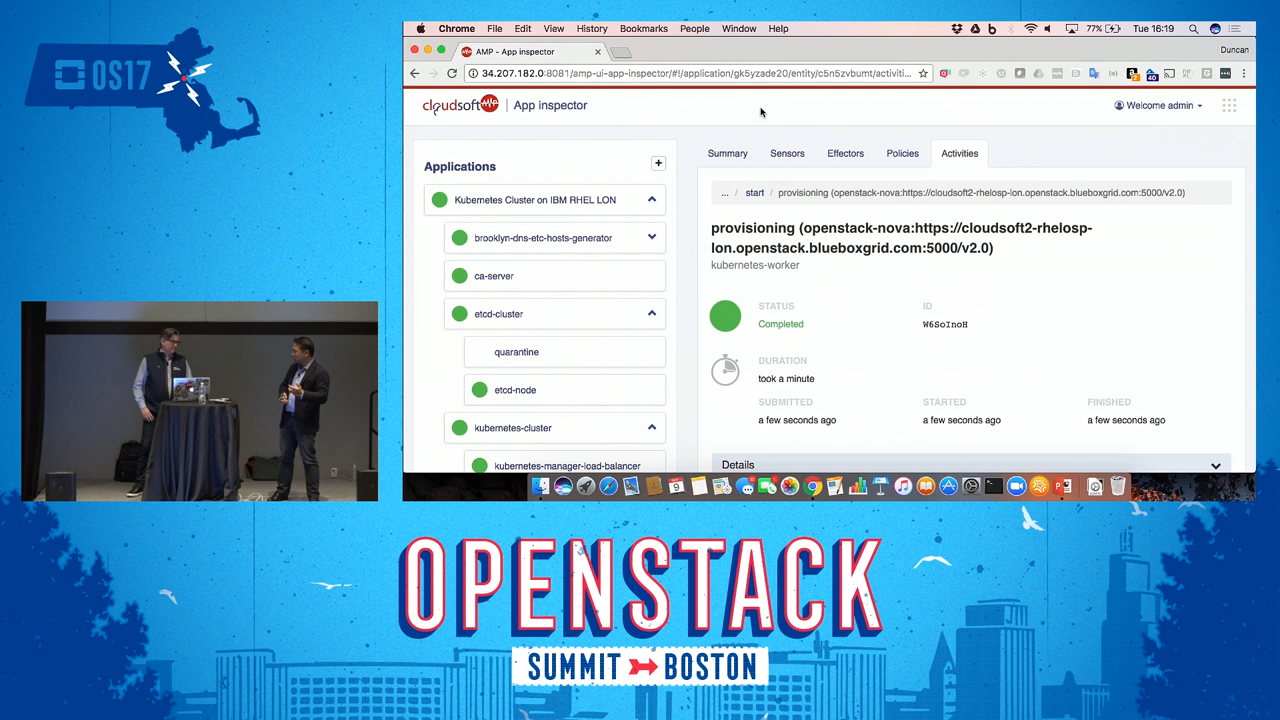 OS17
Chrome File Edit View History Bookmarks People Window Help
77%
Tue 16:19
AMP - App inspector
Duncan
34.207.182.0:8081/amp-ui-app-inspector/#!/application/gk5yzade20/entity/c5n5zvbumt/activiti...
cloudsoft AMP | App inspector
Welcome admin
Applications
+
Kubernetes Cluster on IBM RHEL LON
brooklyn-dns-etc-hosts-generator
ca-server
etcd-cluster
quarantine
etcd-node
kubernetes-cluster
kubernetes-manager-load-balancer
Summary Sensors Effectors Policies Activities
... / start / provisioning (openstack-nova:https://cloudsoft2-rhelosp-lon.openstack.blueboxgrid.com:5000/v2.0)
provisioning (openstack-nova:https://cloudsoft2-rhelosp-
lon.openstack.blueboxgrid.com:5000/v2.0)
kubernetes-worker
STATUS ID
Completed W6SoInoH
DURATION
took a minute
SUBMITTED STARTED FINISHED
a few seconds ago a few seconds ago a few seconds ago
Details
OPENSTACK
SUMMIT BOSTON